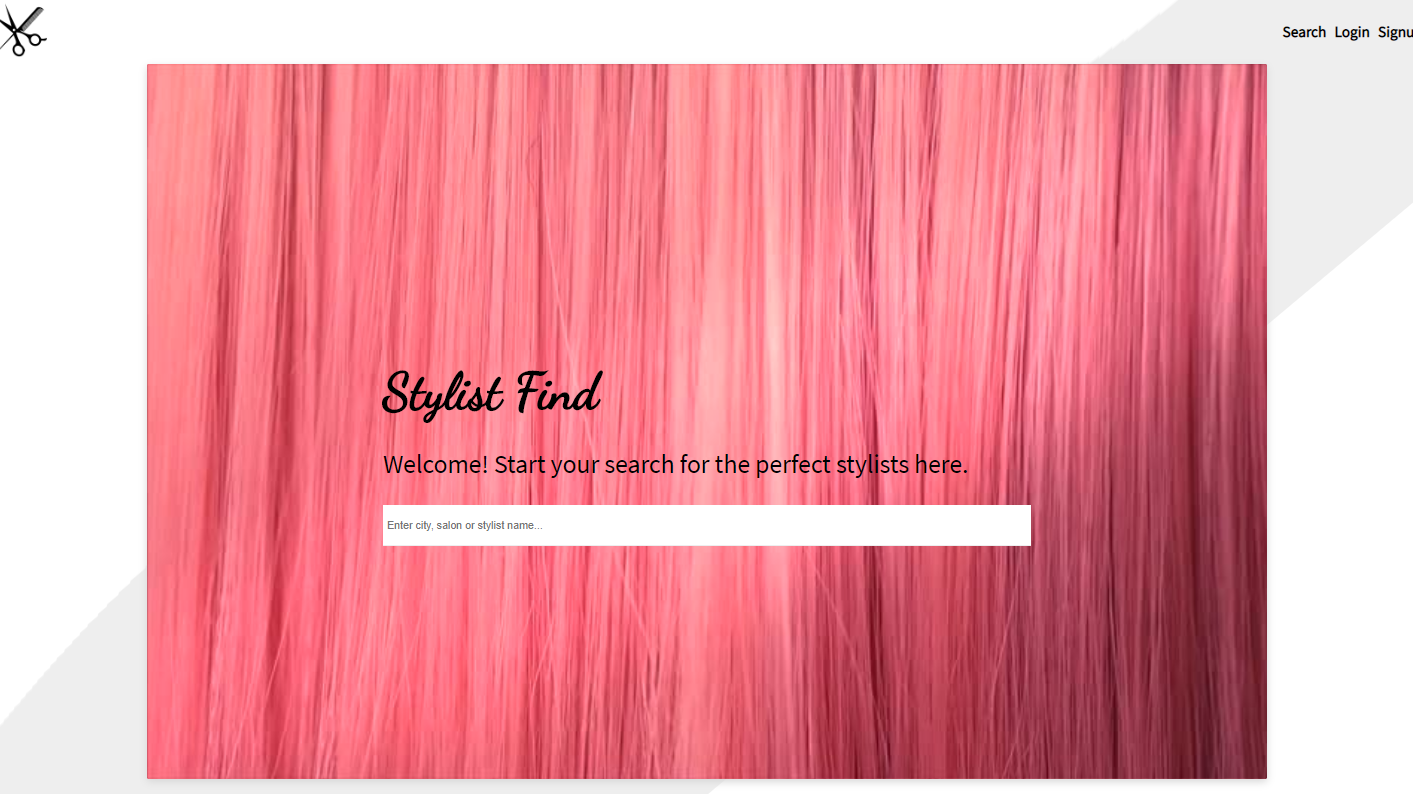 Search Login Signu
Stylist Find
Welcome! Start your search for the perfect stylists here.
Enter city, salon or stylist name...